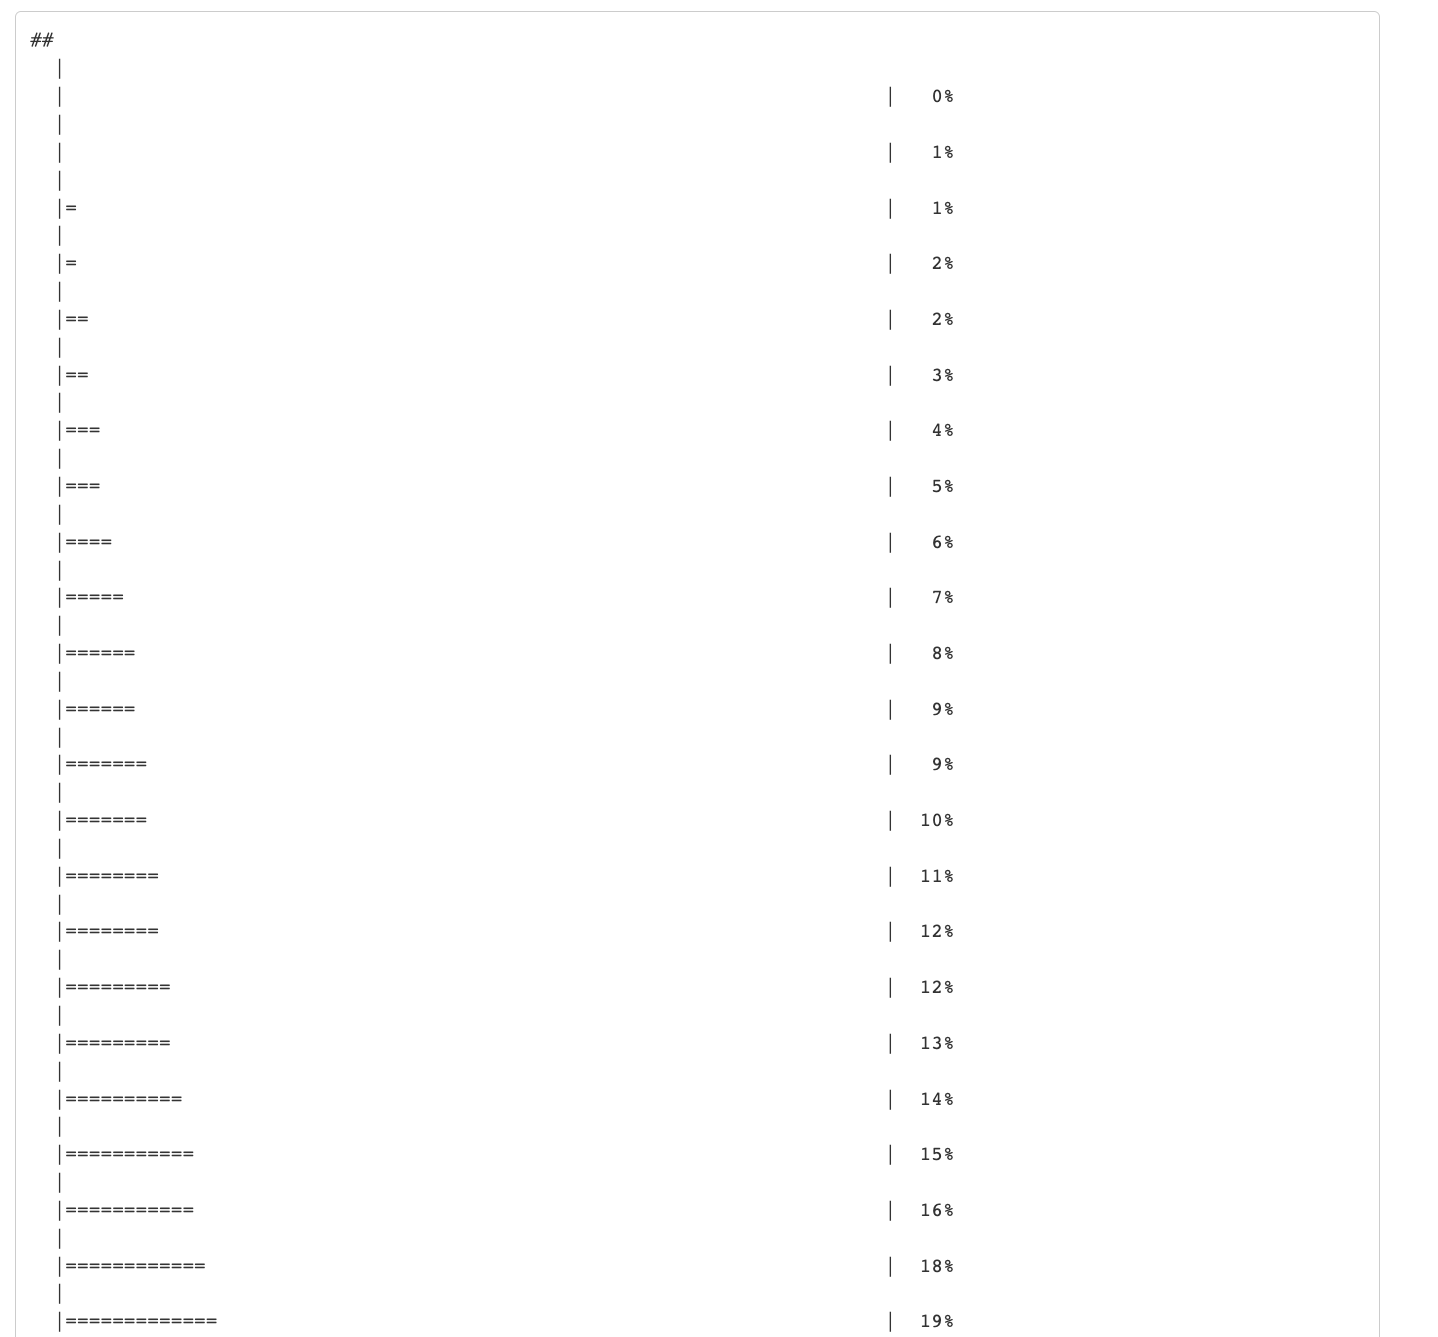 ##
  |
  |                                                                      |   0%
  |
  |                                                                      |   1%
  |
  |=                                                                     |   1%
  |
  |=                                                                     |   2%
  |
  |==                                                                    |   2%
  |
  |==                                                                    |   3%
  |
  |===                                                                   |   4%
  |
  |===                                                                   |   5%
  |
  |====                                                                  |   6%
  |
  |=====                                                                 |   7%
  |
  |======                                                                |   8%
  |
  |======                                                                |   9%
  |
  |=======                                                               |   9%
  |
  |=======                                                               |  10%
  |
  |========                                                              |  11%
  |
  |========                                                              |  12%
  |
  |=========                                                             |  12%
  |
  |=========                                                             |  13%
  |
  |==========                                                            |  14%
  |
  |===========                                                           |  15%
  |
  |===========                                                           |  16%
  |
  |============                                                          |  18%
  |
  |=============                                                         |  19%